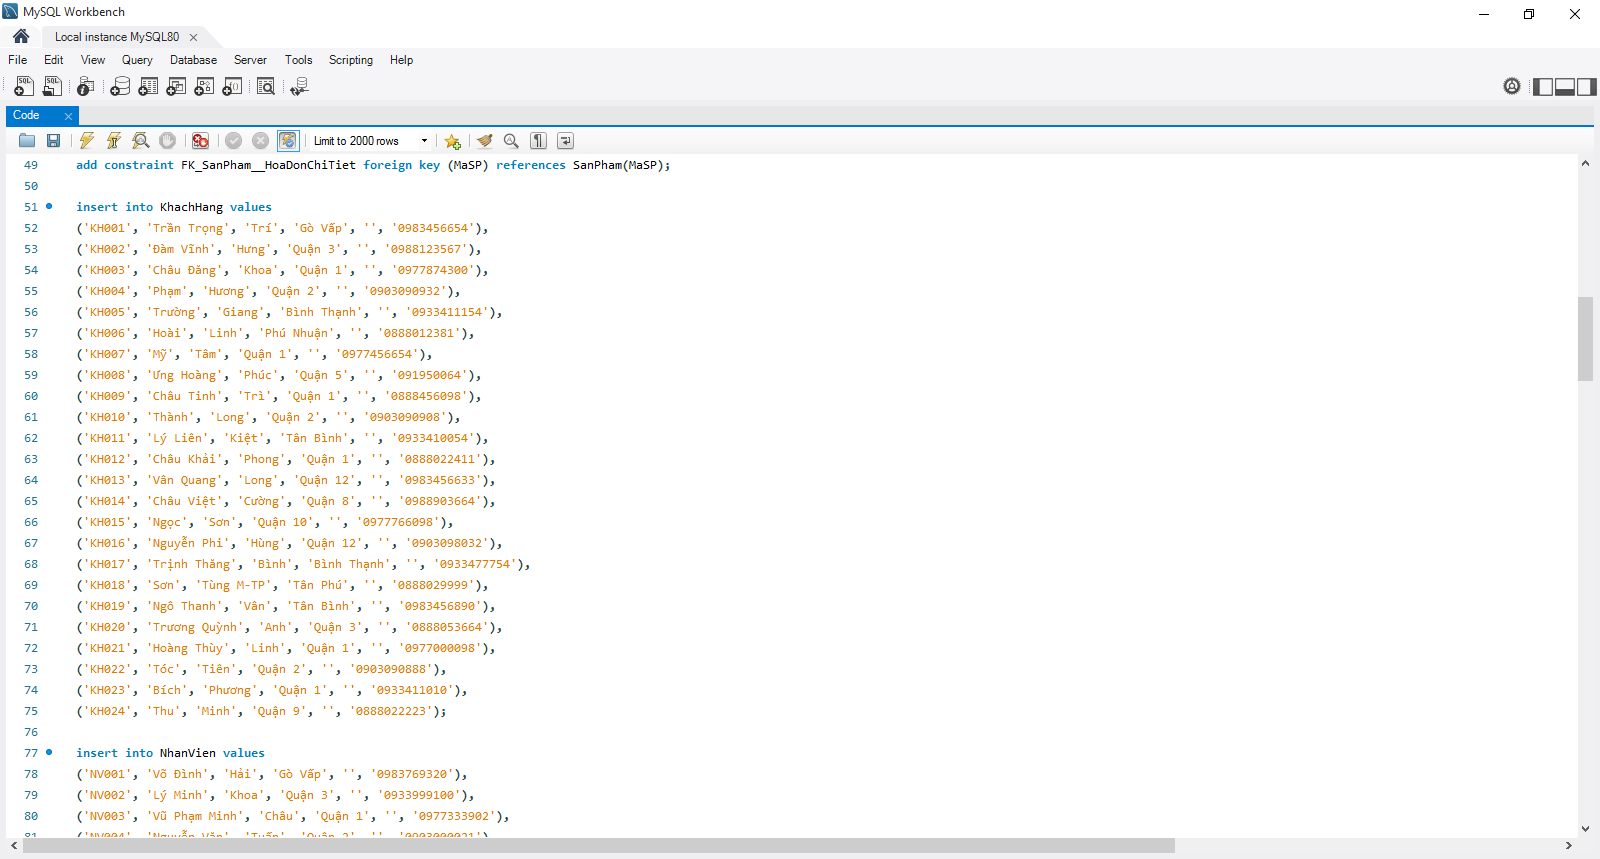 MySQL Workbench
Local instance MySQL80
File Edit View Query Database Server Tools Scripting Help
Code
Limit to 2000 rows
49 add constraint FK_SanPham__HoaDonChiTiet foreign key (MaSP) references SanPham(MaSP);
50
51 insert into KhachHang values
52 ('KH001', 'Trần Trọng', 'Trí', 'Gò Vấp', '', '0983456654'),
53 ('KH002', 'Đàm Vĩnh', 'Hưng', 'Quận 3', '', '0988123567'),
54 ('KH003', 'Châu Đăng', 'Khoa', 'Quận 1', '', '0977874300'),
55 ('KH004', 'Phạm', 'Hương', 'Quận 2', '', '0903090932'),
56 ('KH005', 'Trường', 'Giang', 'Bình Thạnh', '', '0933411154'),
57 ('KH006', 'Hoài', 'Linh', 'Phú Nhuận', '', '0888012381'),
58 ('KH007', 'Mỹ', 'Tâm', 'Quận 1', '', '0977456654'),
59 ('KH008', 'Ưng Hoàng', 'Phúc', 'Quận 5', '', '091950064'),
60 ('KH009', 'Châu Tinh', 'Trì', 'Quận 1', '', '0888456098'),
61 ('KH010', 'Thành', 'Long', 'Quận 2', '', '0903090908'),
62 ('KH011', 'Lý Liên', 'Kiệt', 'Tân Bình', '', '0933410054'),
63 ('KH012', 'Châu Khải', 'Phong', 'Quận 1', '', '0888022411'),
64 ('KH013', 'Vân Quang', 'Long', 'Quận 12', '', '0983456633'),
65 ('KH014', 'Châu Việt', 'Cường', 'Quận 8', '', '0988903664'),
66 ('KH015', 'Ngọc', 'Sơn', 'Quận 10', '', '0977766098'),
67 ('KH016', 'Nguyễn Phi', 'Hùng', 'Quận 12', '', '0903098032'),
68 ('KH017', 'Trịnh Thăng', 'Bình', 'Bình Thạnh', '', '0933477754'),
69 ('KH018', 'Sơn', 'Tùng M-TP', 'Tân Phú', '', '0888029999'),
70 ('KH019', 'Ngô Thanh', 'Vân', 'Tân Bình', '', '0983456890'),
71 ('KH020', 'Trương Quỳnh', 'Anh', 'Quận 3', '', '0888053664'),
72 ('KH021', 'Hoàng Thùy', 'Linh', 'Quận 1', '', '0977000098'),
73 ('KH022', 'Tóc', 'Tiên', 'Quận 2', '', '0903090888'),
74 ('KH023', 'Bích', 'Phương', 'Quận 1', '', '0933411010'),
75 ('KH024', 'Thu', 'Minh', 'Quận 9', '', '0888022223');
76
77 insert into NhanVien values
78 ('NV001', 'Võ Đình', 'Hải', 'Gò Vấp', '', '0983769320'),
79 ('NV002', 'Lý Minh', 'Khoa', 'Quận 3', '', '0933999100'),
80 ('NV003', 'Vũ Phạm Minh', 'Châu', 'Quận 1', '', '0977333902'),
81 ('NV004', 'Nguyễn Văn', 'Tuấn', 'Quận 2', '',